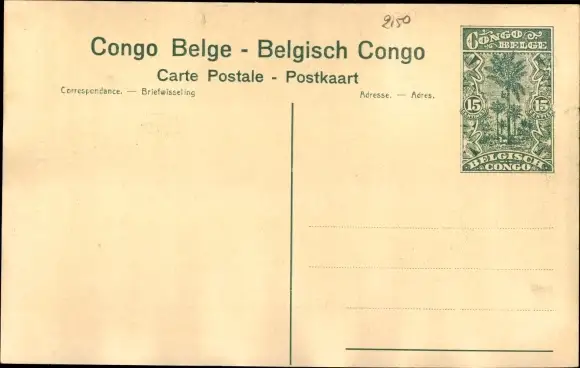 2150
Congo Belge - Belgisch Congo
Carte Postale - Postkaart
Correspondance. — Briefwisseling
Adresse. — Adres.
CONGO
BELGE
15 15
BELGISCH
CONGO